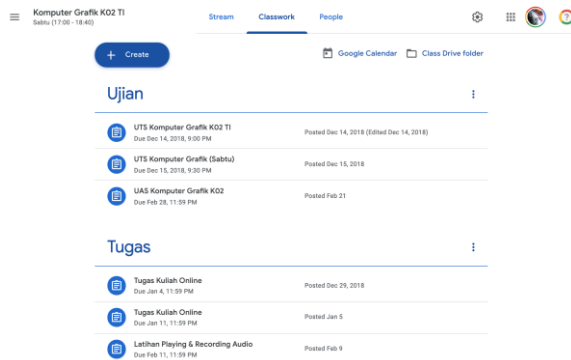 Komputer Grafik K02 TI
Sabtu (17:00 - 18:40)
Stream Classwork People
Create
Google Calendar Class Drive folder
Ujian
UTS Komputer Grafik K02 TI
Due Dec 14, 2018, 9:00 PM
Posted Dec 14, 2018 (Edited Dec 14, 2018)
UTS Komputer Grafik (Sabtu)
Due Dec 15, 2018, 9:30 PM
Posted Dec 15, 2018
UAS Komputer Grafik K02
Due Feb 28, 11:59 PM
Posted Feb 21
Tugas
Tugas Kuliah Online
Due Jan 4, 11:59 PM
Posted Dec 29, 2018
Tugas Kuliah Online
Due Jan 11, 11:59 PM
Posted Jan 5
Latihan Playing & Recording Audio
Due Feb 11, 11:59 PM
Posted Feb 9